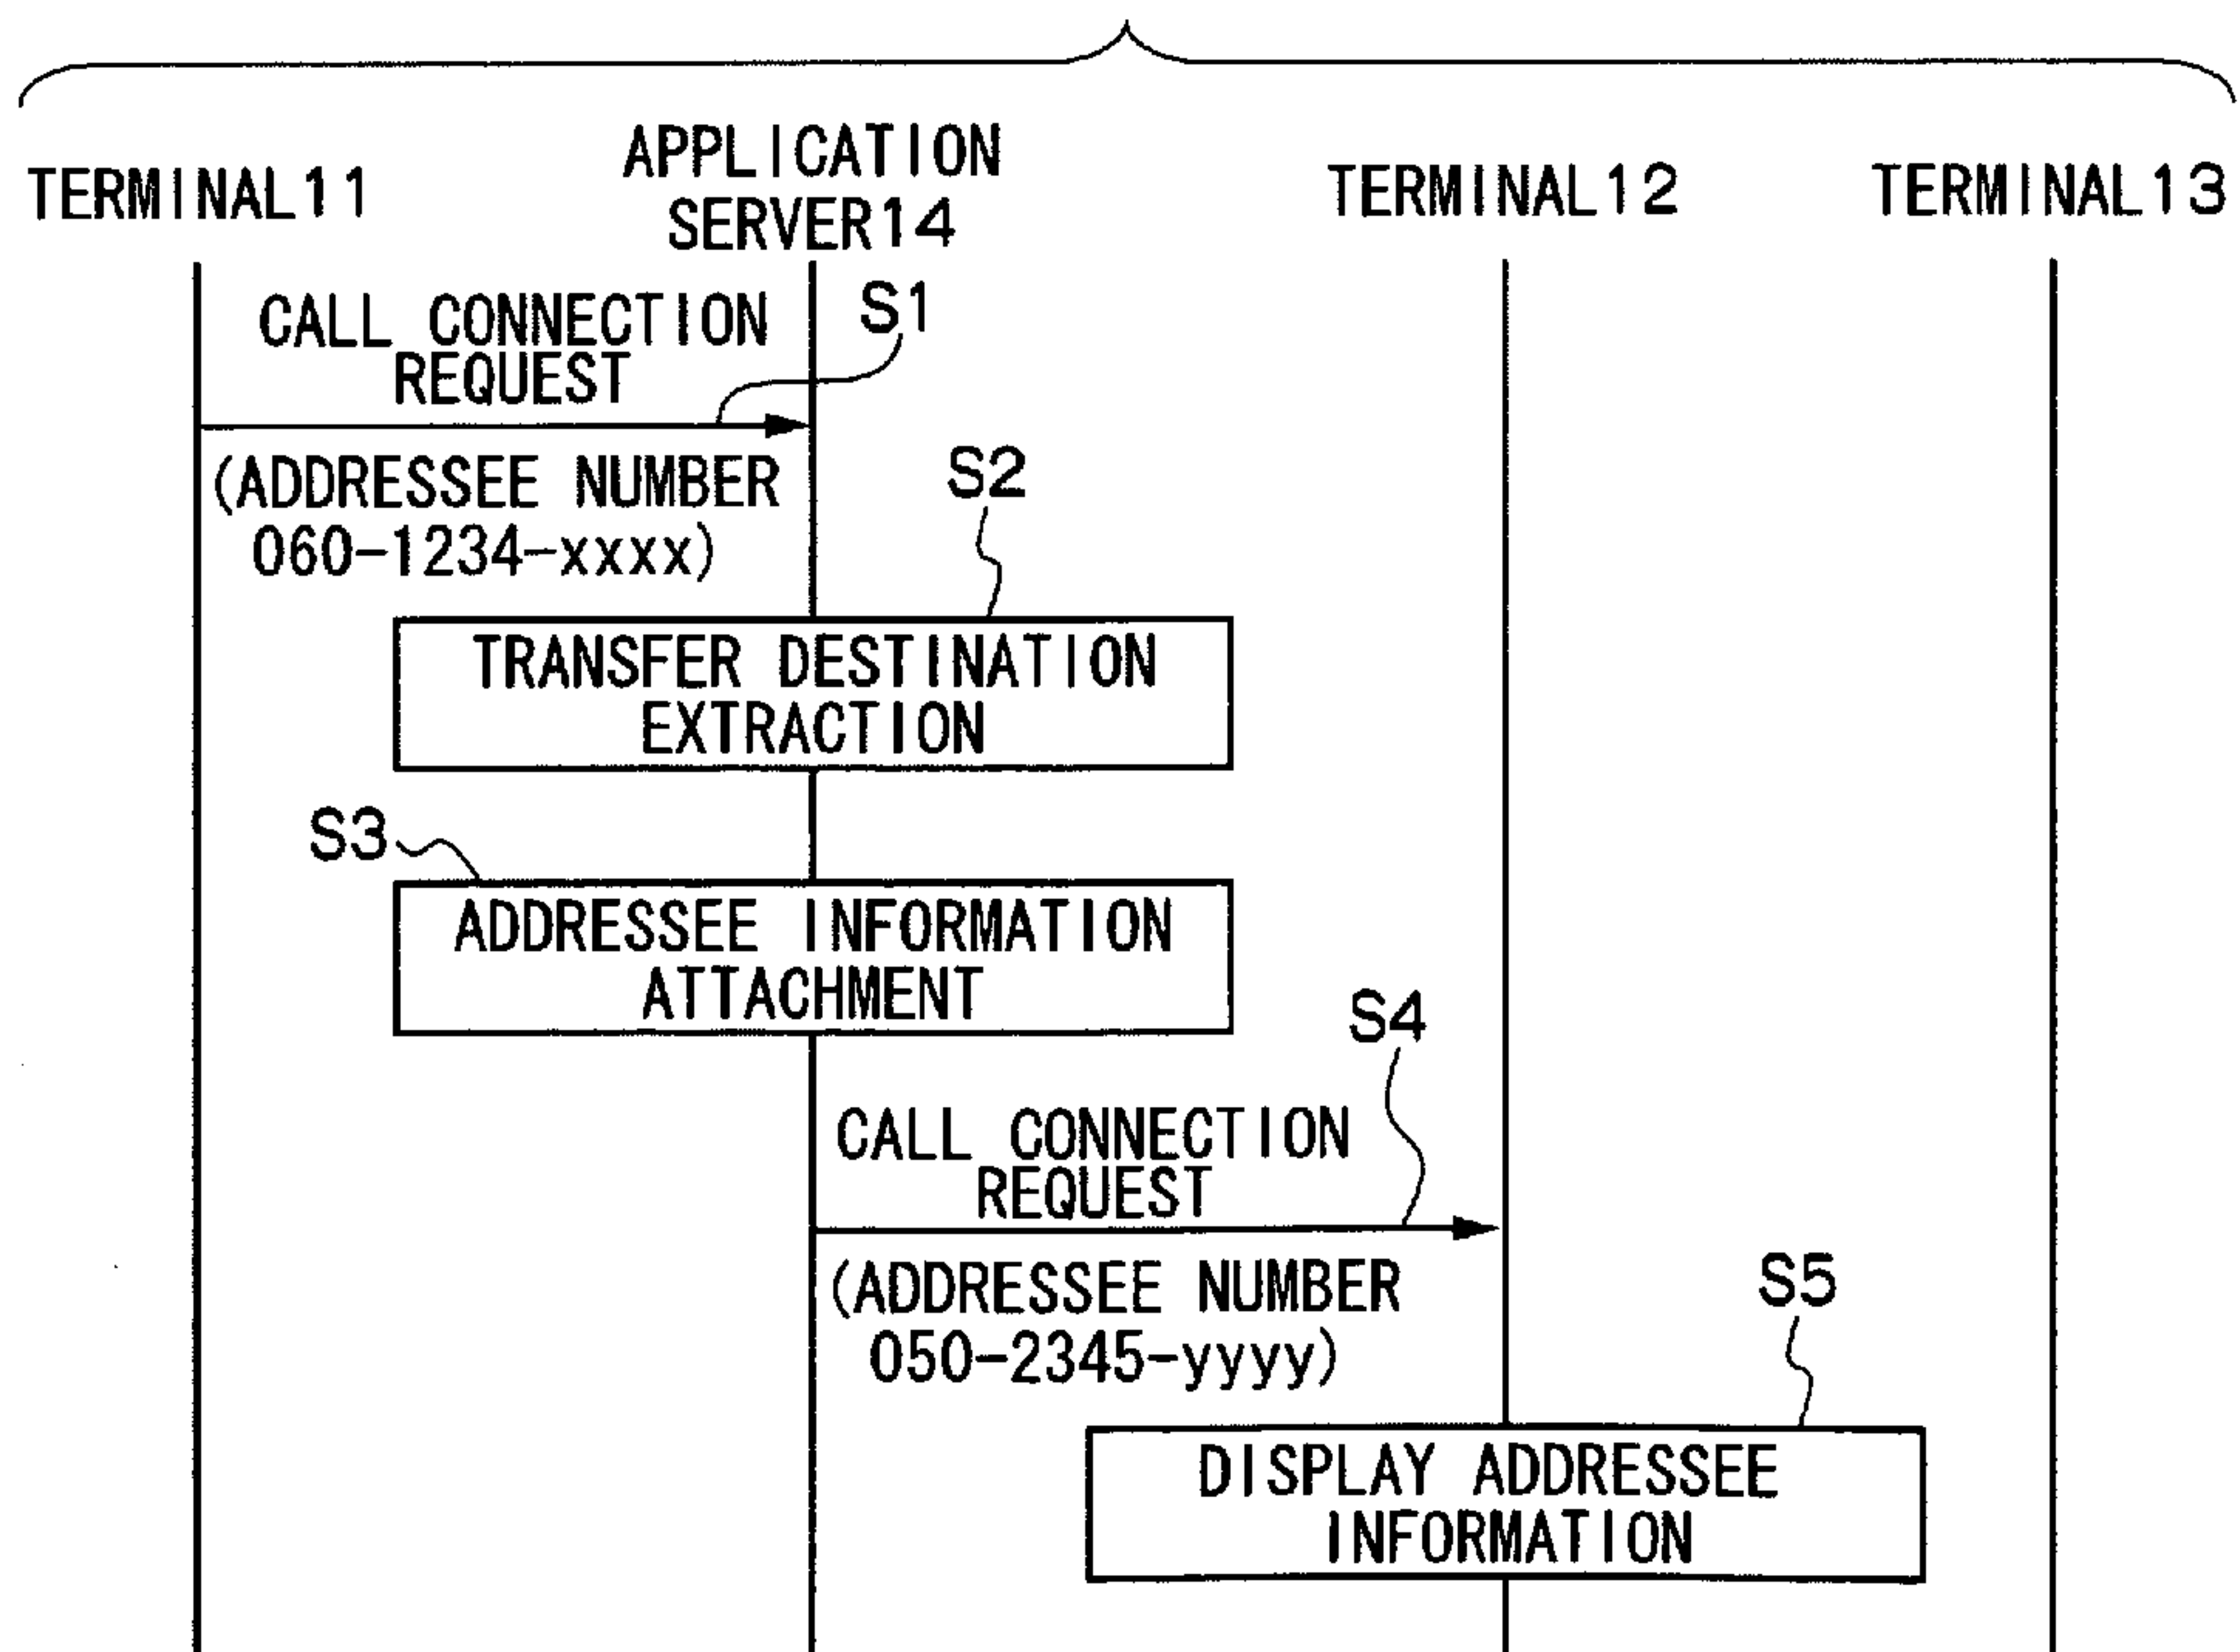 TERMINAL11
APPLICATION
SERVER14
TERMINAL12
TERMINAL13
CALL CONNECTION
REQUEST
S1
(ADDRESSEE NUMBER
060-1234-xxxx)
S2
TRANSFER DESTINATION
EXTRACTION
S3
ADDRESSEE INFORMATION
ATTACHMENT
S4
CALL CONNECTION
REQUEST
(ADDRESSEE NUMBER
050-2345-yyyy)
S5
DISPLAY ADDRESSEE
INFORMATION